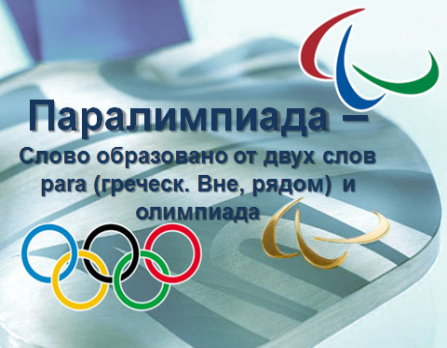 Паралимпиада –
Слово образовано от двух слов
para (греческ. Вне, рядом) и
олимпиада